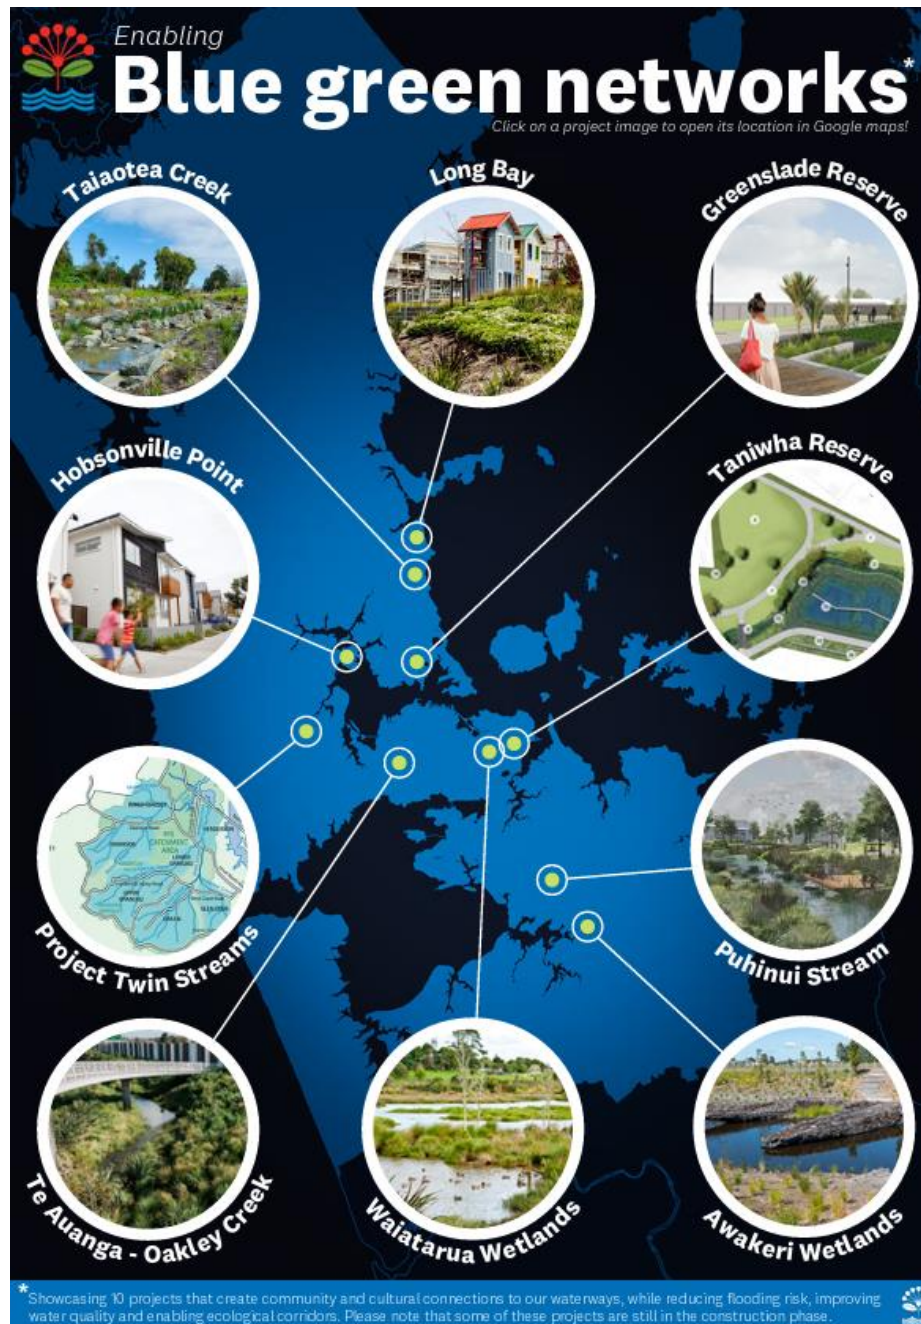 Enabling
Blue green networks*
Click on a project image to open its location in Google maps!
Taiaotea Creek
Long Bay
Greenslade Reserve
Hobsonville Point
Taniwha Reserve
Project Twin Streams
Puhinui Stream
Te Auanga - Oakley Creek
Waiatarua Wetlands
Awakeri Wetlands
*Showcasing 10 projects that create community and cultural connections to our waterways, while reducing flooding risk, improving
water quality and enabling ecological corridors. Please note that some of these projects are still in the construction phase.